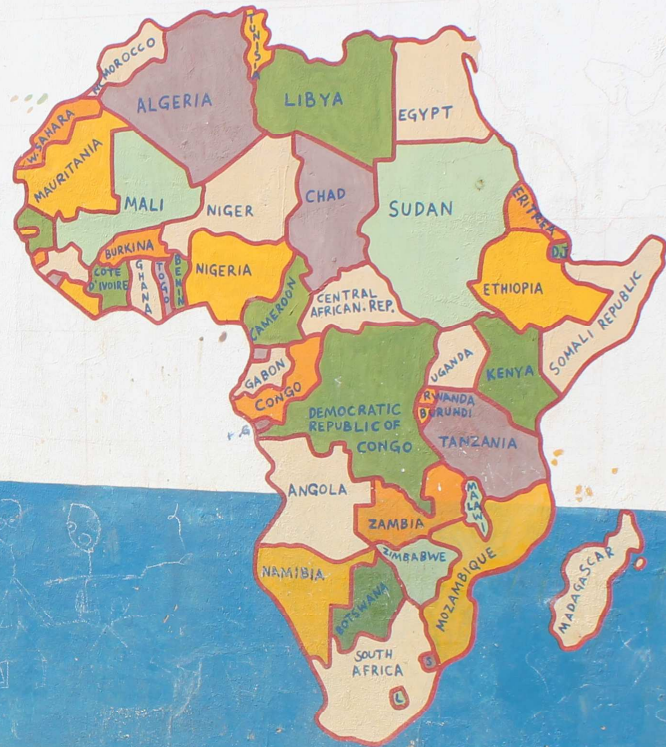 TUNISIA
MOROCCO
ALGERIA
LIBYA
EGYPT
W. SAHARA
MAURITANIA
MALI
NIGER
CHAD
SUDAN
ERITREA
DJ
BURKINA
NIGERIA
CÔTE
D'IVOIRE
GHANA
TOGO
BENIN
CAMEROON
CENTRAL
AFRICAN. REP.
ETHIOPIA
SOMALI REPUBLIC
UGANDA
KENYA
GABON
CONGO
RWANDA
BURUNDI
DEMOCRATIC
REPUBLIC OF
CONGO
TANZANIA
ANGOLA
MALAWI
ZAMBIA
ZIMBABWE
MOZAMBIQUE
NAMIBIA
BOTSWANA
MADAGASCAR
SOUTH
AFRICA
S
L